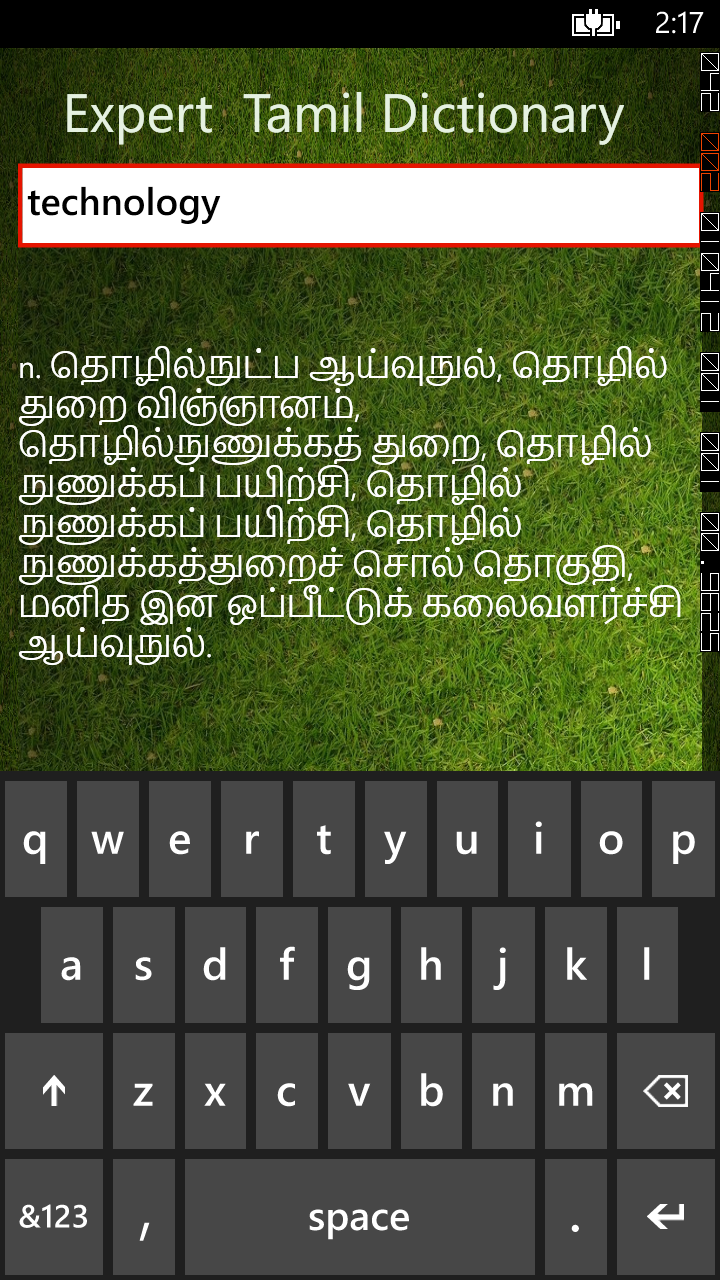 2:17
Expert Tamil Dictionary
technology
n. தொழில்நுட்ப ஆய்வுநுல், தொழில்
துறை விஞ்ஞானம்,
தொழில்நுணுக்கத் துறை, தொழில்
நுணுக்கப் பயிற்சி, தொழில்
நுணுக்கப் பயிற்சி, தொழில்
நுணுக்கத்துறைச் சொல் தொகுதி,
மனித இன ஒப்பீட்டுக் கலைவளர்ச்சி
ஆய்வுநுல்.
q w e r t y u i o p
a s d f g h j k l
z x c v b n m
&123 , space .